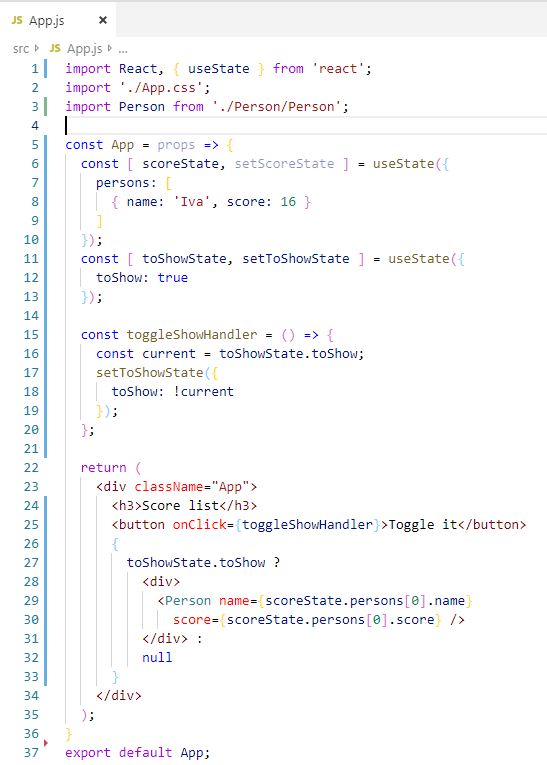 JS App.js ×
src JS App.js ...
1 import React, { useState } from 'react';
2 import './App.css';
3 import Person from './Person/Person';
4
5 const App = props => {
6   const [ scoreState, setScoreState ] = useState({
7     persons: [
8       { name: 'Iva', score: 16 }
9     ]
10   });
11   const [ toShowState, setToShowState ] = useState({
12     toShow: true
13   });
14
15   const toggleShowHandler = () => {
16     const current = toShowState.toShow;
17     setToShowState({
18       toShow: !current
19     });
20   };
21
22   return (
23     <div className="App">
24       <h3>Score list</h3>
25       <button onClick={toggleShowHandler}>Toggle it</button>
26       {
27         toShowState.toShow ?
28           <div>
29             <Person name={scoreState.persons[0].name}
30               score={scoreState.persons[0].score} />
31           </div> :
32           null
33       }
34     </div>
35   );
36 }
37 export default App;